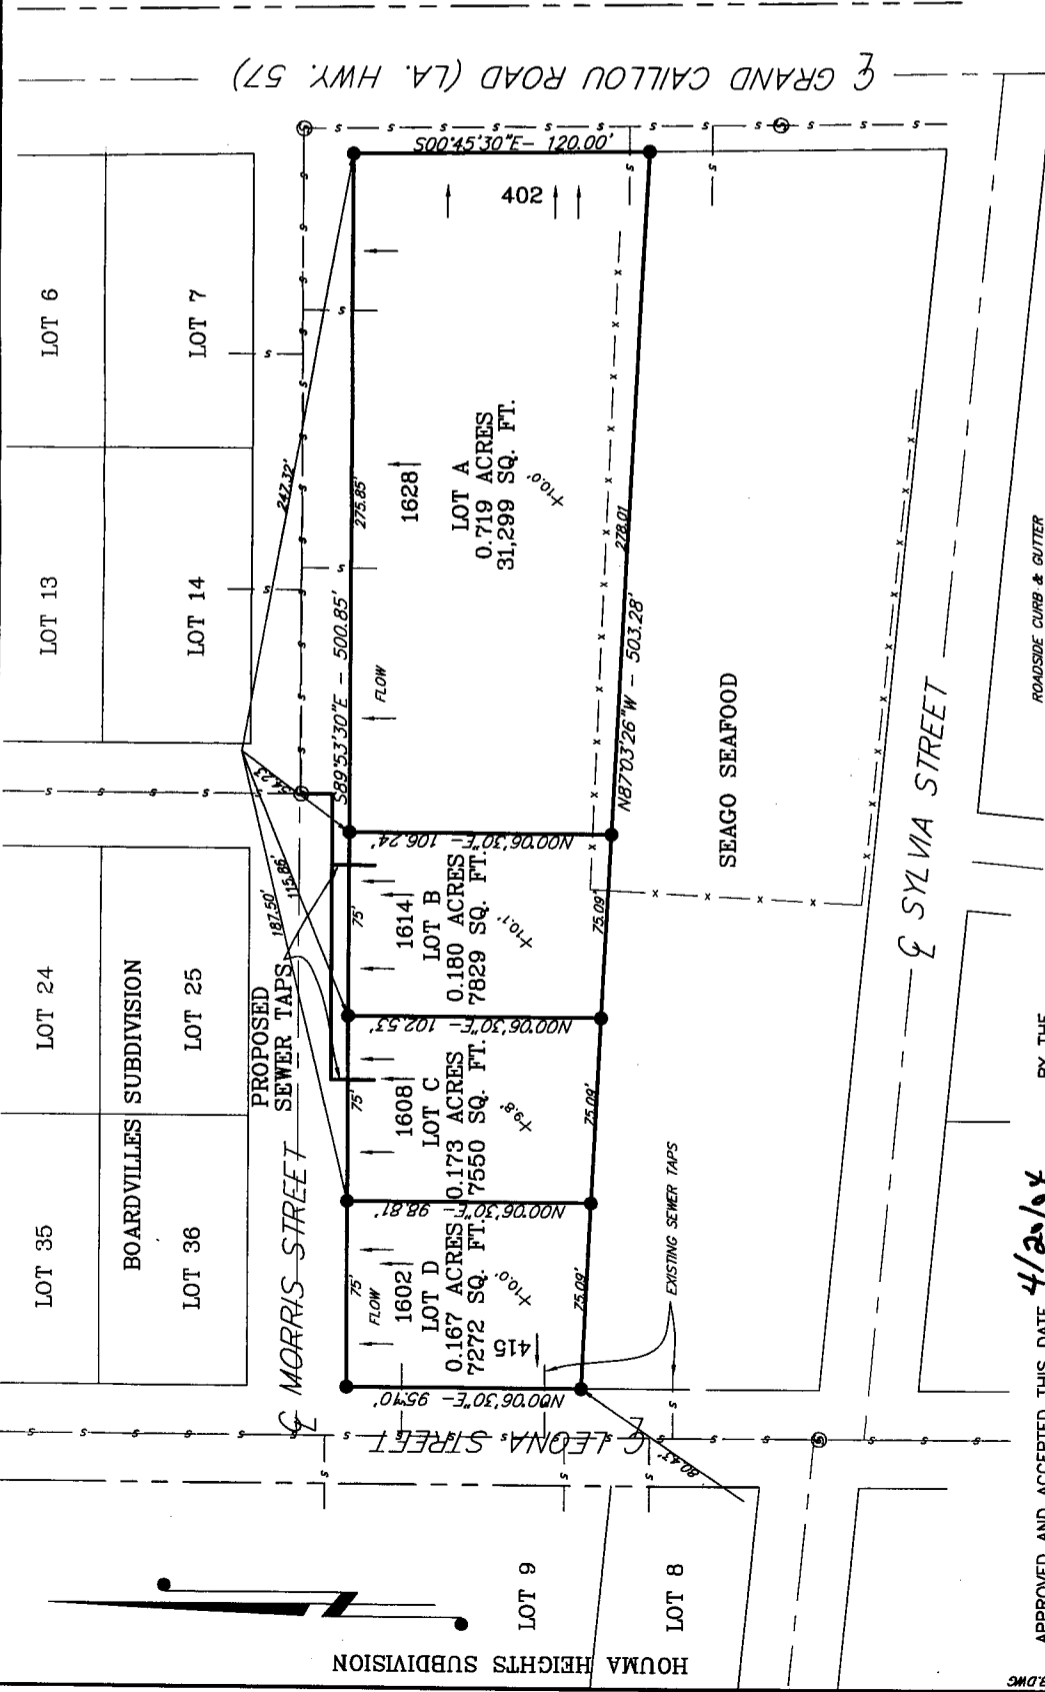 ℄ GRAND CAILLOU ROAD (LA. HWY. 57)
S00°45'30"E- 120.00'
402
LOT 6
LOT 7
LOT 13
LOT 14
LOT 24
LOT 25
LOT 35
LOT 36
BOARDVILLES SUBDIVISION
PROPOSED
SEWER TAPS
℄ MORRIS STREET
247.32'
115.86'
187.50'
S89°53'30"E - 500.85'
275.85'
75'
75'
75'
FLOW
FLOW
1628
LOT A
0.719 ACRES
31,299 SQ. FT.
+10.0'
N00°06'30"E- 106.24'
1614
LOT B
0.180 ACRES
7829 SQ. FT.
+10.1'
N00°06'30"E- 102.53'
1608
LOT C
0.173 ACRES
7550 SQ. FT.
+9.8'
N00°06'30"E- 98.81'
1602
LOT D
0.167 ACRES
7272 SQ. FT.
+10.0'
415
N00°06'30"E- 95.10'
278.01
N87°03'26"W - 503.28'
75.09'
75.09'
75.09'
SEAGO SEAFOOD
EXISTING SEWER TAPS
℄ LEONA STREET
80.43'
℄ SYLVIA STREET
ROADSIDE CURB & GUTTER
LOT 9
LOT 8
HOUMA HEIGHTS SUBDIVISION
APPROVED AND ACCEPTED THIS DATE 4/20/04 BY THE
.DWG